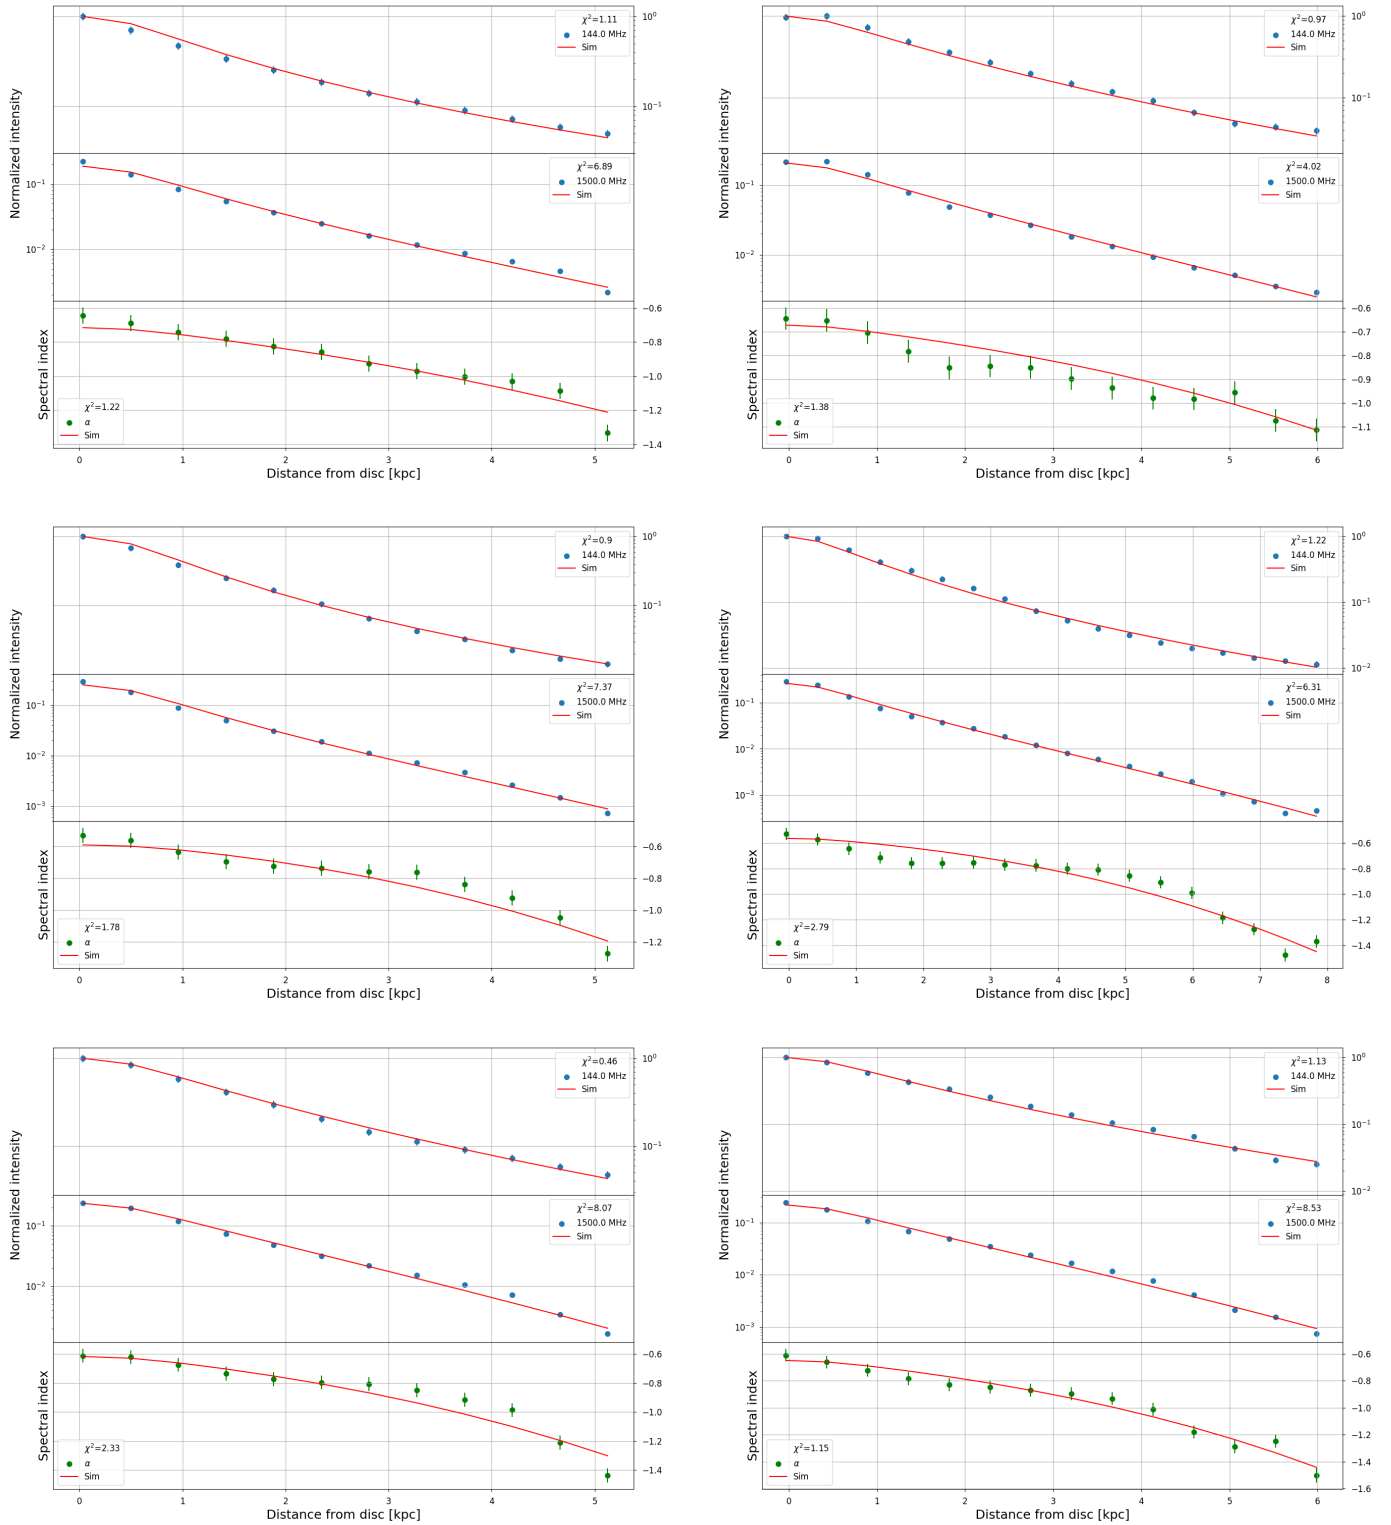 χ²=1.11
144.0 MHz
Sim
10⁰
10⁻¹
Normalized intensity
χ²=6.89
1500.0 MHz
Sim
10⁻¹
10⁻²
−0.6
−0.8
−1.0
−1.2
−1.4
Spectral index
χ²=1.22
α
Sim
0 1 2 3 4 5
Distance from disc [kpc]
χ²=0.97
144.0 MHz
Sim
10⁰
10⁻¹
Normalized intensity
χ²=4.02
1500.0 MHz
Sim
10⁻¹
10⁻²
−0.6
−0.7
−0.8
−0.9
−1.0
−1.1
Spectral index
χ²=1.38
α
Sim
0 1 2 3 4 5 6
Distance from disc [kpc]
χ²=0.9
144.0 MHz
Sim
10⁰
10⁻¹
Normalized intensity
χ²=7.37
1500.0 MHz
Sim
10⁻¹
10⁻²
10⁻³
−0.6
−0.8
−1.0
−1.2
Spectral index
χ²=1.78
α
Sim
0 1 2 3 4 5
Distance from disc [kpc]
χ²=1.22
144.0 MHz
Sim
10⁰
10⁻¹
10⁻²
Normalized intensity
χ²=6.31
1500.0 MHz
Sim
10⁻¹
10⁻²
10⁻³
−0.6
−0.8
−1.0
−1.2
−1.4
Spectral index
χ²=2.79
α
Sim
0 1 2 3 4 5 6 7 8
Distance from disc [kpc]
χ²=0.46
144.0 MHz
Sim
10⁰
10⁻¹
Normalized intensity
χ²=8.07
1500.0 MHz
Sim
10⁻¹
10⁻²
−0.6
−0.8
−1.0
−1.2
−1.4
Spectral index
χ²=2.33
α
Sim
0 1 2 3 4 5
Distance from disc [kpc]
χ²=1.13
144.0 MHz
Sim
10⁰
10⁻¹
10⁻²
Normalized intensity
χ²=8.53
1500.0 MHz
Sim
10⁻¹
10⁻²
10⁻³
−0.6
−0.8
−1.0
−1.2
−1.4
−1.6
Spectral index
χ²=1.15
α
Sim
0 1 2 3 4 5 6
Distance from disc [kpc]